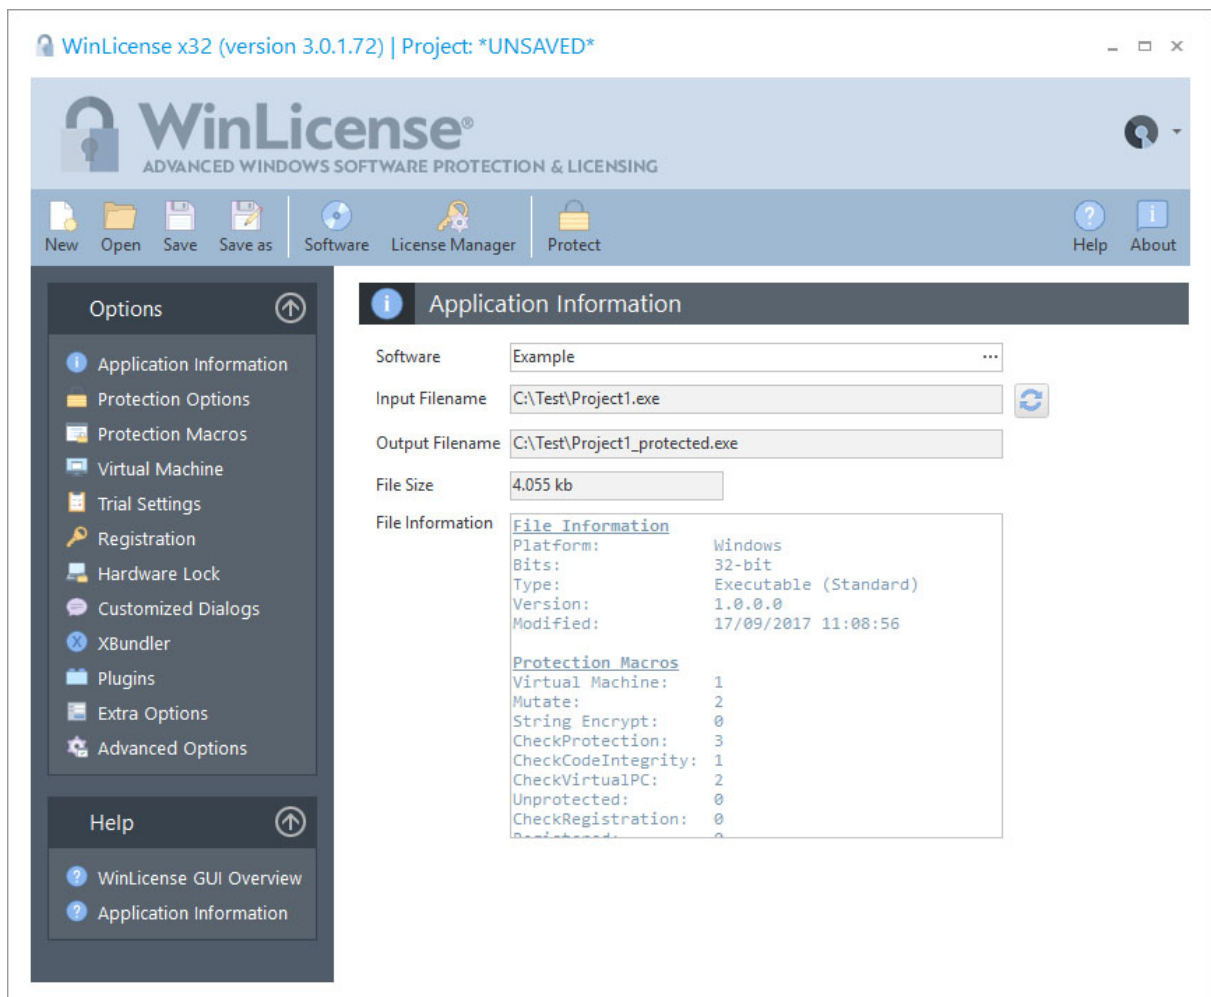 WinLicense x32 (version 3.0.1.72) | Project: *UNSAVED*
WinLicense®
ADVANCED WINDOWS SOFTWARE PROTECTION & LICENSING
New Open Save Save as Software License Manager Protect Help About
Options
Application Information
Protection Options
Protection Macros
Virtual Machine
Trial Settings
Registration
Hardware Lock
Customized Dialogs
XBundler
Plugins
Extra Options
Advanced Options
Help
WinLicense GUI Overview
Application Information
Application Information
Software Example ...
Input Filename C:\Test\Project1.exe
Output Filename C:\Test\Project1_protected.exe
File Size 4.055 kb
File Information
File Information
Platform: Windows
Bits: 32-bit
Type: Executable (Standard)
Version: 1.0.0.0
Modified: 17/09/2017 11:08:56
Protection Macros
Virtual Machine: 1
Mutate: 2
String Encrypt: 0
CheckProtection: 3
CheckCodeIntegrity: 1
CheckVirtualPC: 2
Unprotected: 0
CheckRegistration: 0